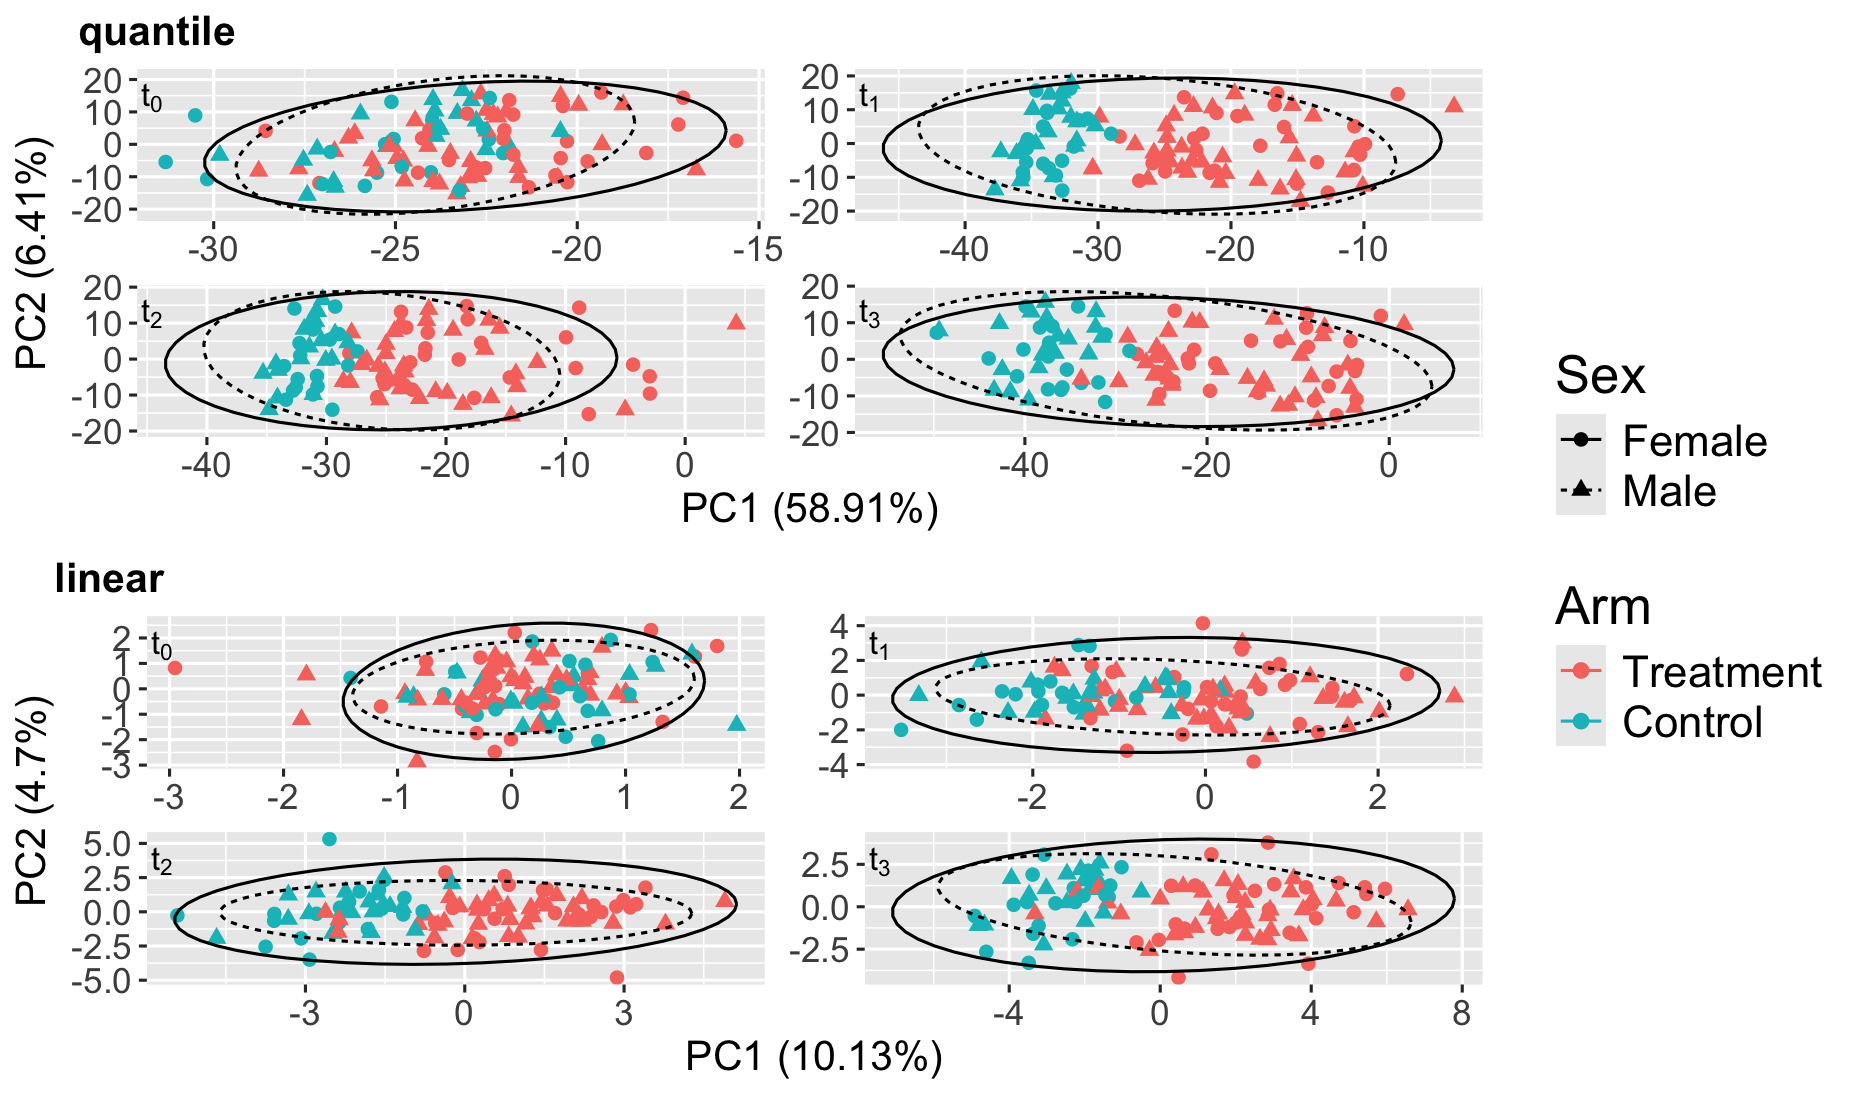 quantile
PC2 (6.41%)
t0
20
10
0
-10
-20
-30 -25 -20 -15
t1
20
10
0
-10
-20
-40 -30 -20 -10
t2
20
10
0
-10
-20
-40 -30 -20 -10 0
t3
20
10
0
-10
-20
-40 -20 0
PC1 (58.91%)
linear
PC2 (4.7%)
t0
2
1
0
-1
-2
-3
-3 -2 -1 0 1 2
t1
4
2
0
-2
-4
-2 0 2
t2
5.0
2.5
0.0
-2.5
-5.0
-3 0 3
t3
2.5
0.0
-2.5
-4 0 4 8
PC1 (10.13%)
Sex
Female
Male
Arm
Treatment
Control